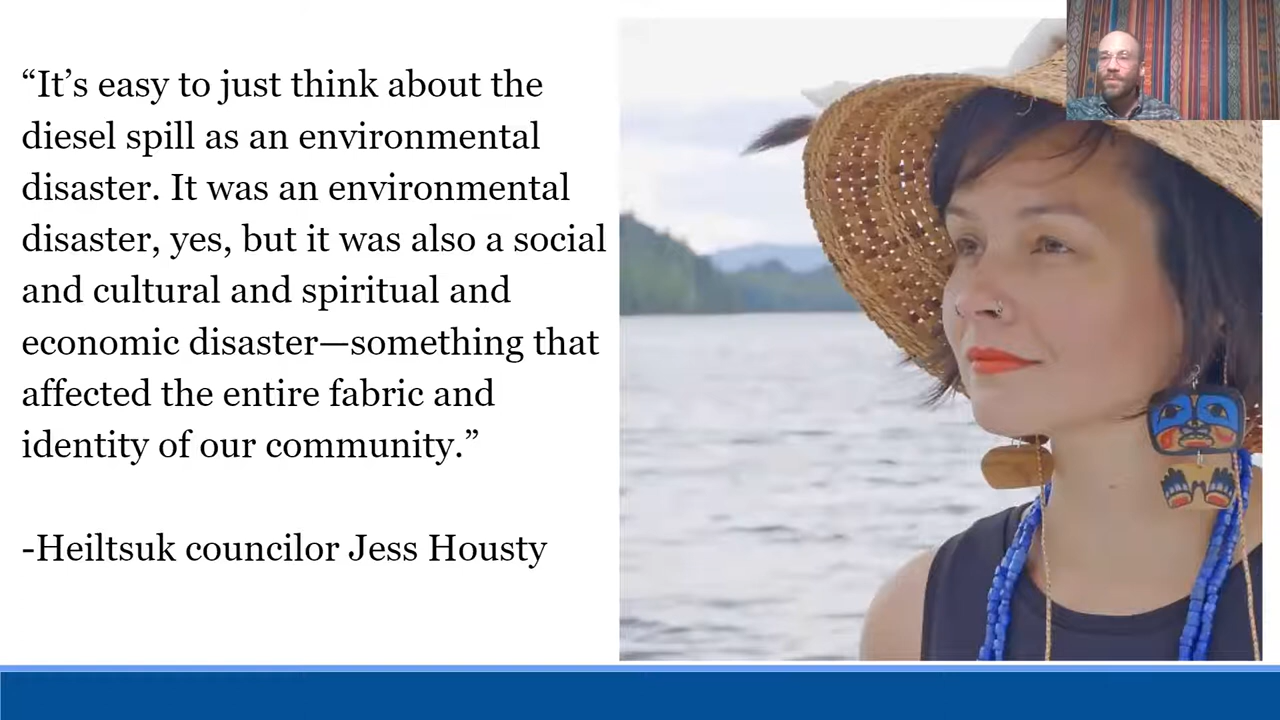 “It’s easy to just think about the
diesel spill as an environmental
disaster. It was an environmental
disaster, yes, but it was also a social
and cultural and spiritual and
economic disaster—something that
affected the entire fabric and
identity of our community.”
-Heiltsuk councilor Jess Housty